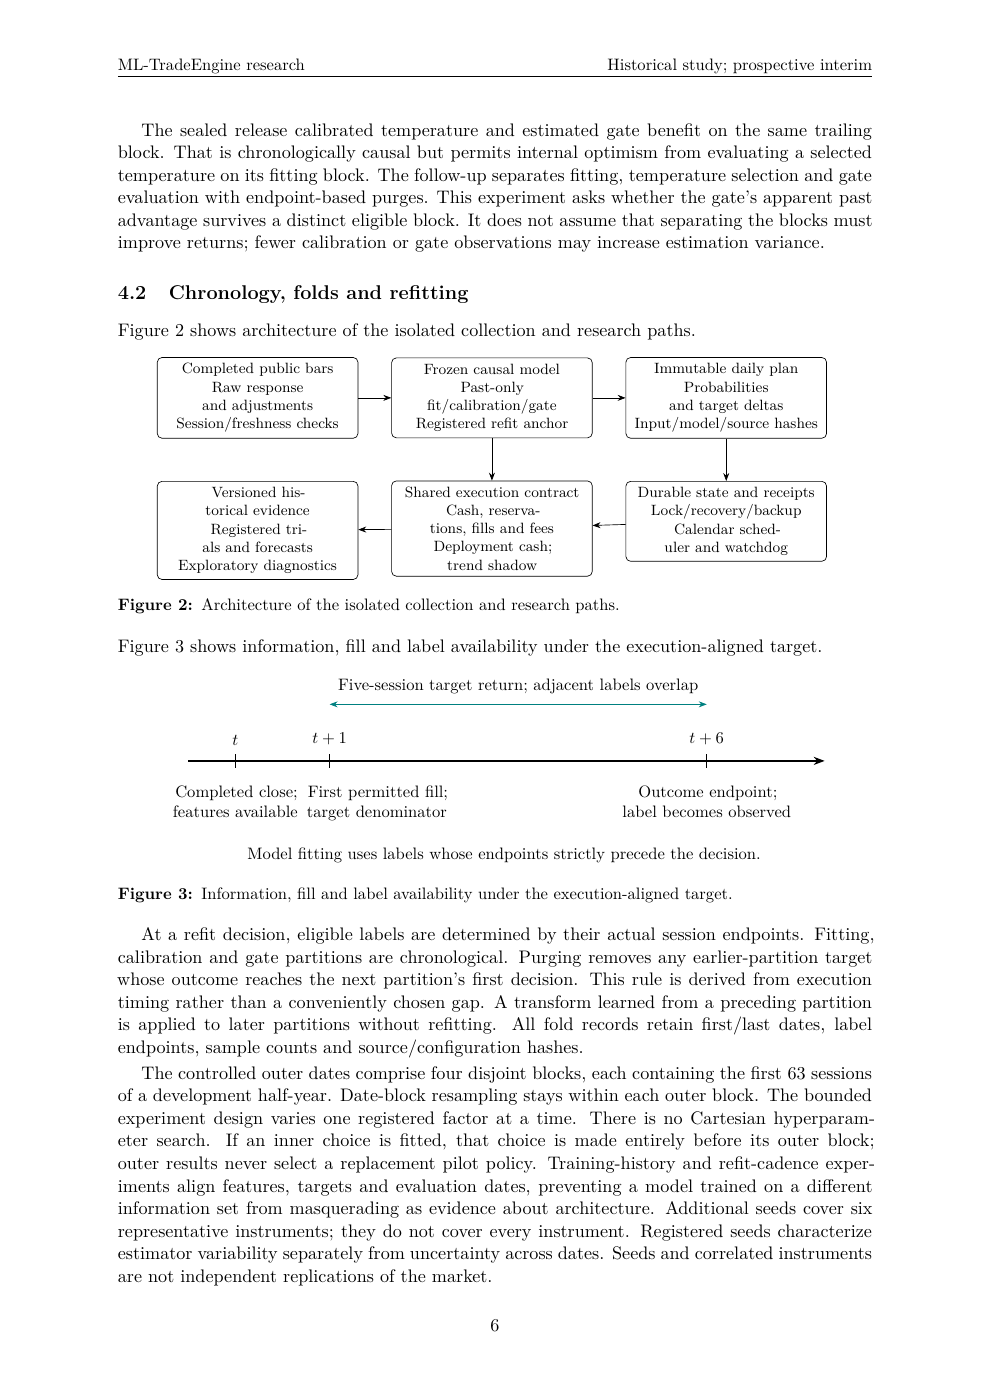 ML-TradeEngine research
Historical study; prospective interim
The sealed release calibrated temperature and estimated gate benefit on the same trailing
block. That is chronologically causal but permits internal optimism from evaluating a selected
temperature on its fitting block. The follow-up separates fitting, temperature selection and gate
evaluation with endpoint-based purges. This experiment asks whether the gate's apparent past
advantage survives a distinct eligible block. It does not assume that separating the blocks must
improve returns; fewer calibration or gate observations may increase estimation variance.
4.2 Chronology, folds and refitting
Figure 2 shows architecture of the isolated collection and research paths.
Completed public bars
Raw response
and adjustments
Session/freshness checks
Frozen causal model
Past-only
fit/calibration/gate
Registered refit anchor
Immutable daily plan
Probabilities
and target deltas
Input/model/source hashes
Versioned his-
torical evidence
Registered tri-
als and forecasts
Exploratory diagnostics
Shared execution contract
Cash, reserva-
tions, fills and fees
Deployment cash;
trend shadow
Durable state and receipts
Lock/recovery/backup
Calendar sched-
uler and watchdog
Figure 2: Architecture of the isolated collection and research paths.
Figure 3 shows information, fill and label availability under the execution-aligned target.
Five-session target return; adjacent labels overlap
t
t + 1
t + 6
Completed close;
features available
First permitted fill;
target denominator
Outcome endpoint;
label becomes observed
Model fitting uses labels whose endpoints strictly precede the decision.
Figure 3: Information, fill and label availability under the execution-aligned target.
At a refit decision, eligible labels are determined by their actual session endpoints. Fitting,
calibration and gate partitions are chronological. Purging removes any earlier-partition target
whose outcome reaches the next partition's first decision. This rule is derived from execution
timing rather than a conveniently chosen gap. A transform learned from a preceding partition
is applied to later partitions without refitting. All fold records retain first/last dates, label
endpoints, sample counts and source/configuration hashes.
The controlled outer dates comprise four disjoint blocks, each containing the first 63 sessions
of a development half-year. Date-block resampling stays within each outer block. The bounded
experiment design varies one registered factor at a time. There is no Cartesian hyperparam-
eter search. If an inner choice is fitted, that choice is made entirely before its outer block;
outer results never select a replacement pilot policy. Training-history and refit-cadence exper-
iments align features, targets and evaluation dates, preventing a model trained on a different
information set from masquerading as evidence about architecture. Additional seeds cover six
representative instruments; they do not cover every instrument. Registered seeds characterize
estimator variability separately from uncertainty across dates. Seeds and correlated instruments
are not independent replications of the market.
6